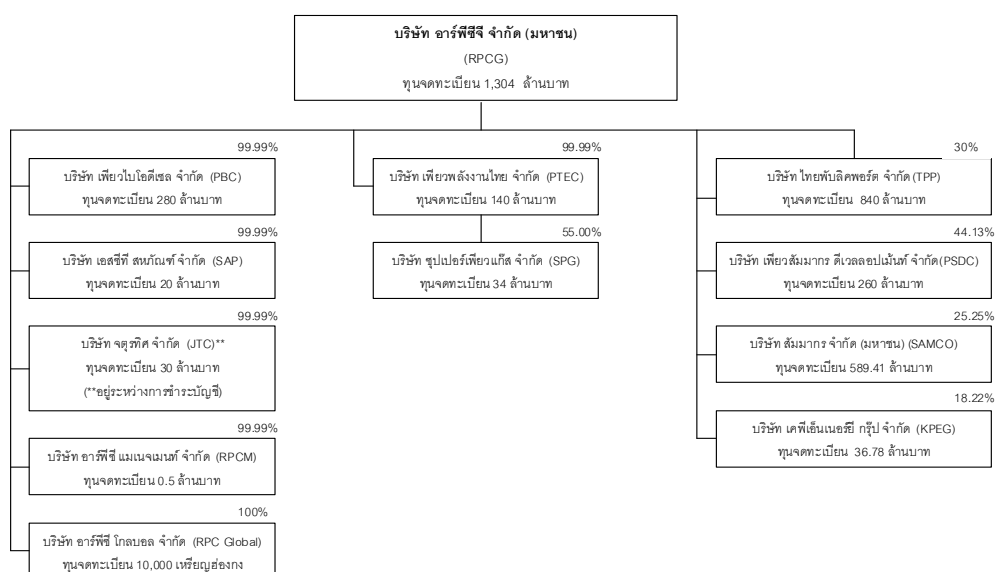 บริษัท อาร์พีซีจี จำกัด (มหาชน)
(RPCG)
ทุนจดทะเบียน 1,304 ล้านบาท
99.99%
บริษัท เพียวไบโอดีเซล จำกัด (PBC)
ทุนจดทะเบียน 280 ล้านบาท
99.99%
บริษัท เอสซีที สหภัณฑ์ จำกัด (SAP)
ทุนจดทะเบียน 20 ล้านบาท
99.99%
บริษัท จตุรทิศ จำกัด (JTC)**
ทุนจดทะเบียน 30 ล้านบาท
(**อยู่ระหว่างการชำระบัญชี)
99.99%
บริษัท อาร์พีซี แมเนจเมนท์ จำกัด (RPCM)
ทุนจดทะเบียน 0.5 ล้านบาท
100%
บริษัท อาร์พีซี โกลบอล จำกัด (RPC Global)
ทุนจดทะเบียน 10,000 เหรียญฮ่องกง
99.99%
บริษัท เพียวพลังงานไทย จำกัด (PTEC)
ทุนจดทะเบียน 140 ล้านบาท
55.00%
บริษัท ซุปเปอร์เพียวแก๊ส จำกัด (SPG)
ทุนจดทะเบียน 34 ล้านบาท
30%
บริษัท ไทยพับลิคพอร์ต จำกัด(TPP)
ทุนจดทะเบียน 840 ล้านบาท
44.13%
บริษัท เพียวสัมมากร ดีเวลลอปเม้นท์ จำกัด(PSDC)
ทุนจดทะเบียน 260 ล้านบาท
25.25%
บริษัท สัมมากร จำกัด (มหาชน) (SAMCO)
ทุนจดทะเบียน 589.41 ล้านบาท
18.22%
บริษัท เคพีเอ็นเนอร์ยี กรุ๊ป จำกัด (KPEG)
ทุนจดทะเบียน 36.78 ล้านบาท